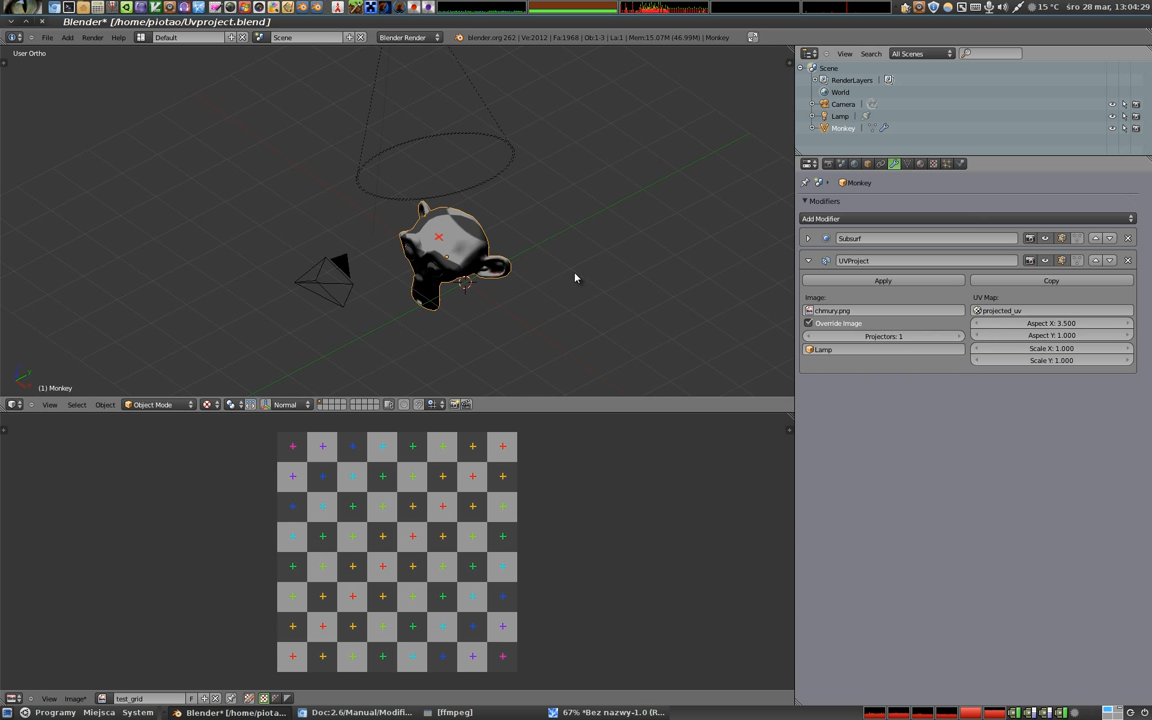 15 °C śro 28 mar, 13:04:29
Blender* [/home/piotao/Uvproject.blend]
File Add Render Help Default Scene Blender Render blender.org 262 | Ve:2012 | Fa:1968 | Ob:1-3 | La:1 | Mem:15.07M (46.99M) | Monkey
User Ortho
View Search All Scenes
Scene
RenderLayers |
World
Camera |
Lamp |
Monkey |
Monkey
Modifiers
Add Modifier
Subsurf
UVProject
Apply Copy
Image: UV Map:
chmury.png projected_uv
Override Image Aspect X: 3.500
Projectors: 1 Aspect Y: 1.000
Lamp Scale X: 1.000
Scale Y: 1.000
(1) Monkey
View Select Object Object Mode Normal
View Image* test_grid F
Programy Miejsca System Blender* [/home/piota... Doc:2.6/Manual/Modifi... [ffmpeg] 67% *Bez nazwy-1.0 (R...